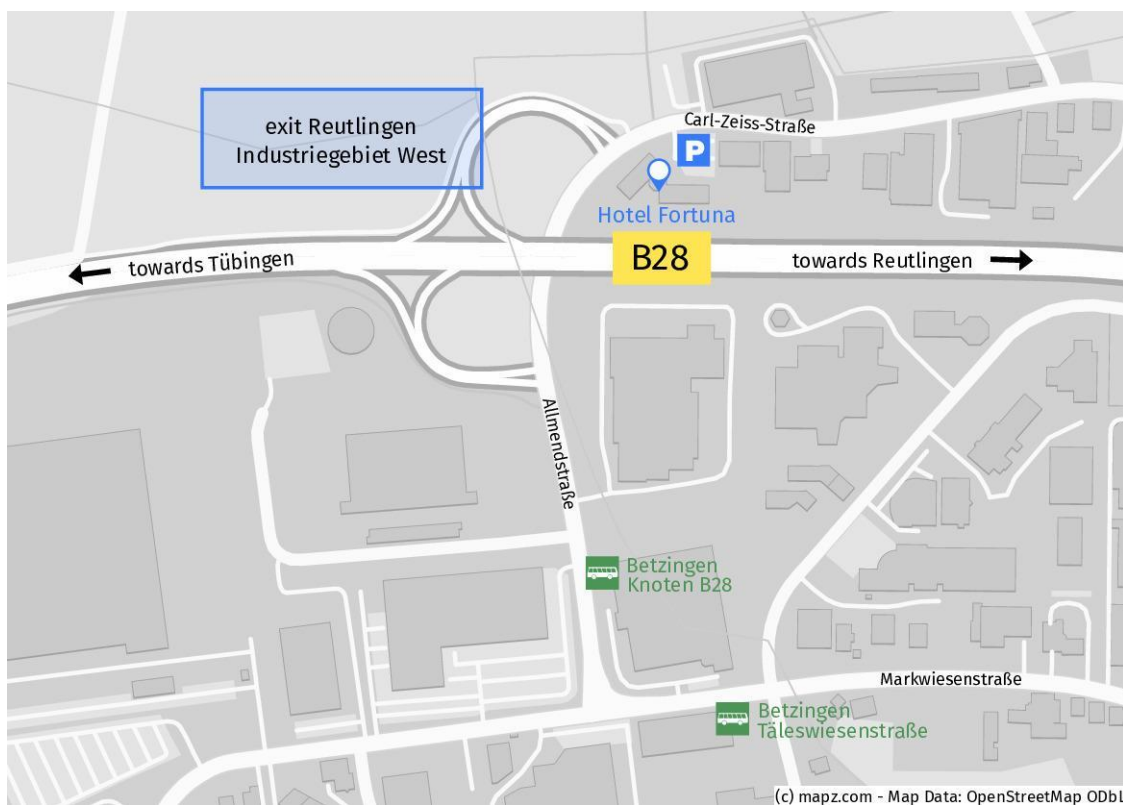 exit Reutlingen
Industriegebiet West
Carl-Zeiss-Straße
P
Hotel Fortuna
B28
towards Tübingen
towards Reutlingen
Allmendstraße
Betzingen
Knoten B28
Markwiesenstraße
Betzingen
Täleswiesenstraße
(c) mapz.com - Map Data: OpenStreetMap ODbL